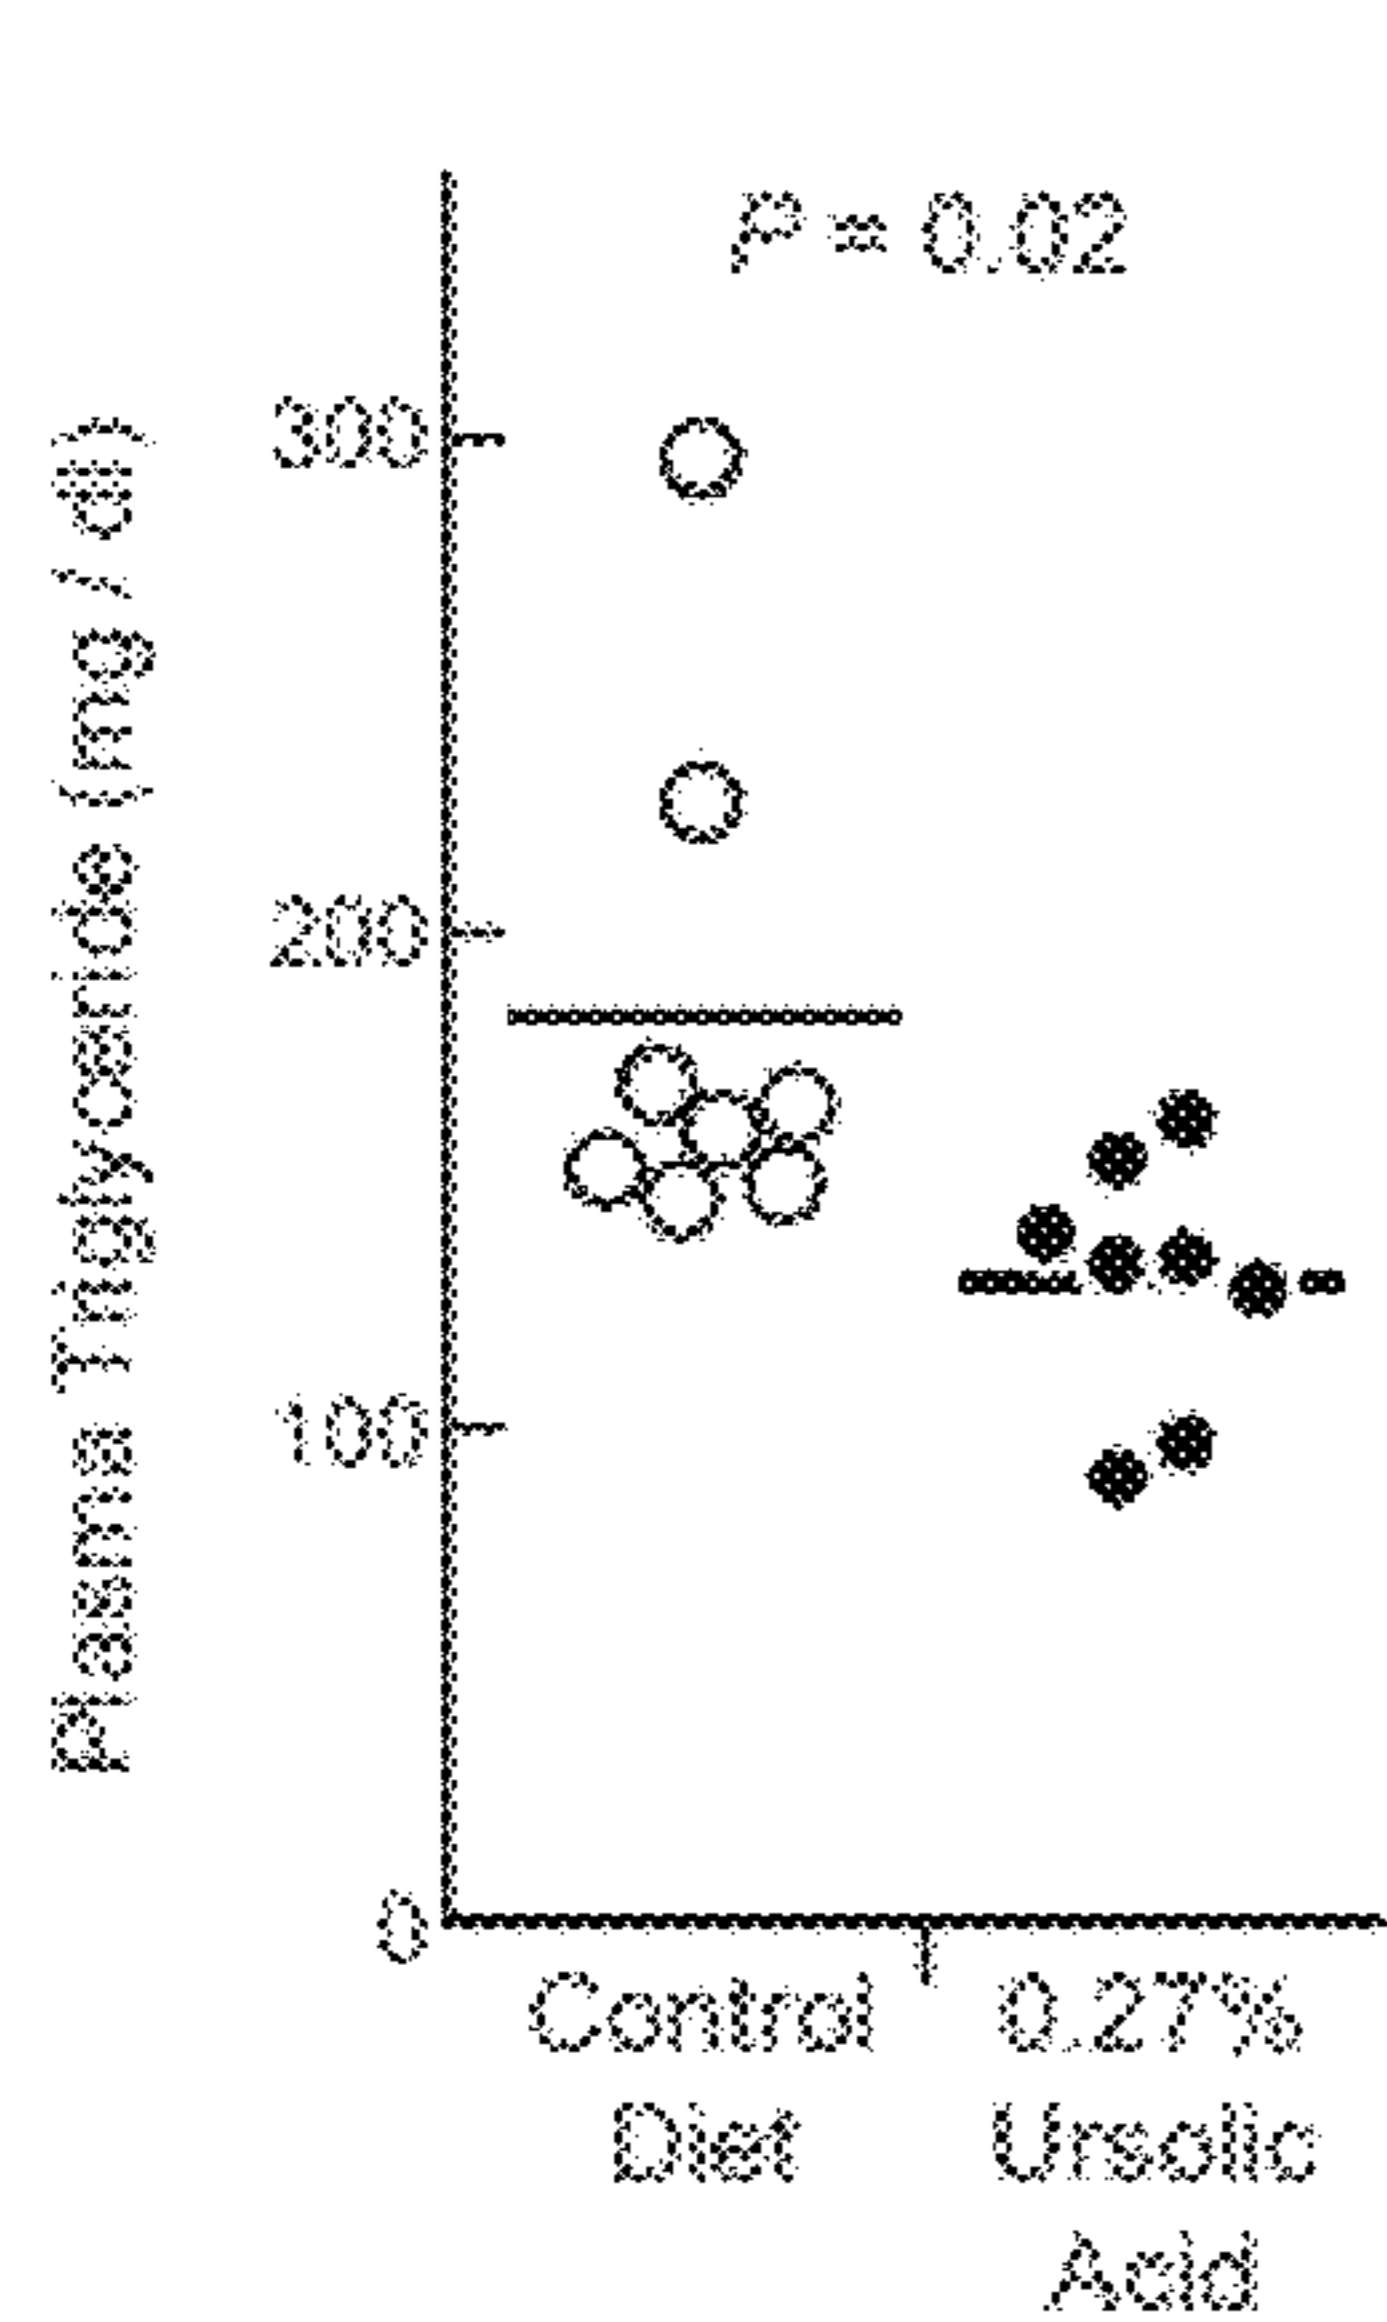 P = 0.02
Plasma Triglyceride (mg / dl)
300
200
100
0
Control Diet
0.27% Ursolic Acid